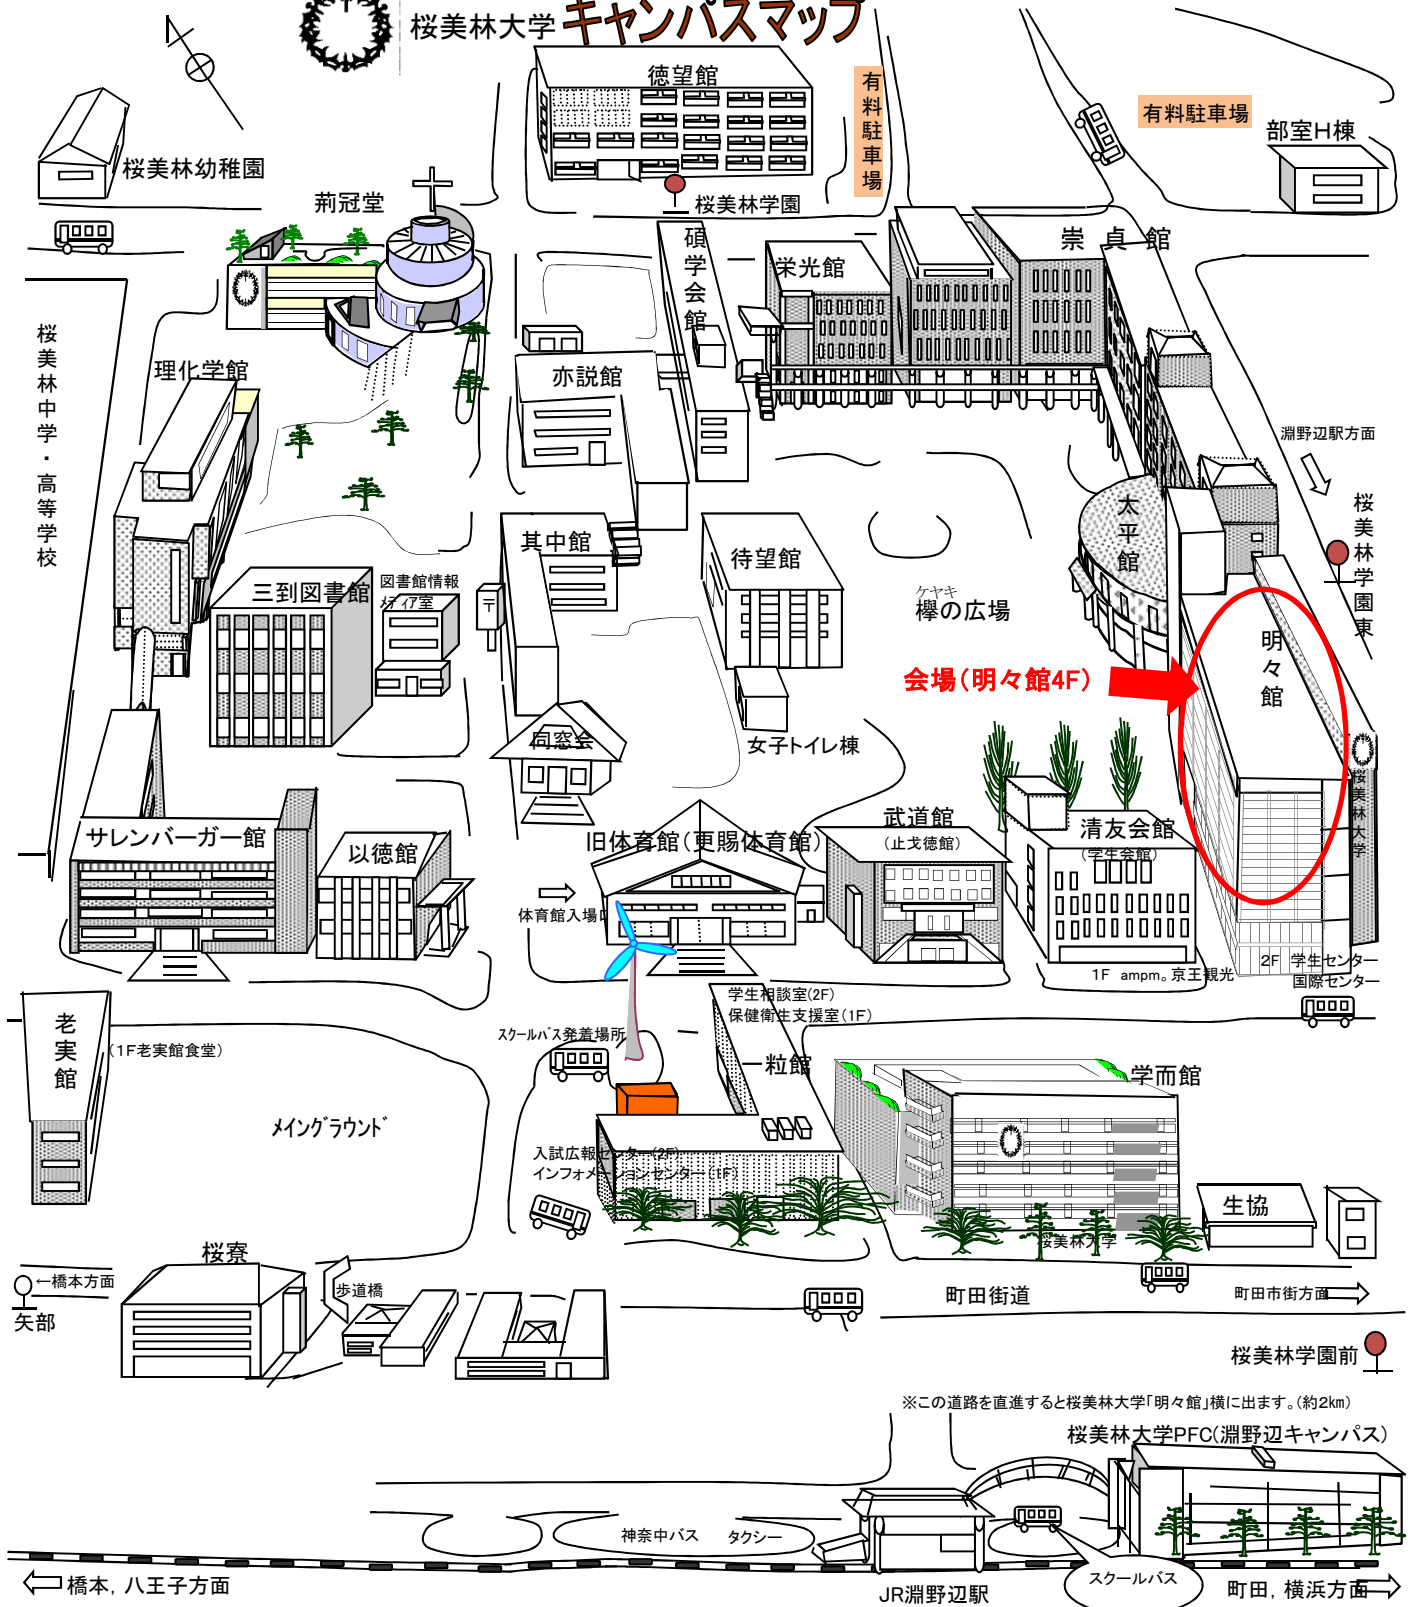 桜美林大学 キャンパスマップ
徳望館
有料駐車場
有料駐車場
部室H棟
桜美林幼稚園
荊冠堂
桜美林学園
碩学会館
栄光館
崇貞館
桜美林中学・高等学校
理化学館
亦説館
淵野辺駅方面
太平館
桜美林学園東
其中館
待望館
三到図書館
図書館情報
メディア室
〒
ケヤキ
欅の広場
明々館
会場(明々館4F)
同窓会
女子トイレ棟
桜美林大学
サレンバーガー館
以徳館
旧体育館(更賜体育館)
武道館
(止戈徳館)
清友会館
(学生会館)
体育館入場口
1F ampm。京王観光
2F 学生センター
国際センター
老実館
(1F老実館食堂)
学生相談室(2F)
保健衛生支援室(1F)
スクールバス発着場所
一粒館
学而館
メイングラウンド
入試広報センター(2F)
インフォメーションセンター(1F)
生協
桜美林大学
桜寮
←橋本方面
歩道橋
矢部
町田街道
町田市街方面
桜美林学園前
※この道路を直進すると桜美林大学「明々館」横に出ます。(約2km)
桜美林大学PFC(淵野辺キャンパス)
神奈中バス
タクシー
スクールバス
橋本, 八王子方面
JR淵野辺駅
町田, 横浜方面